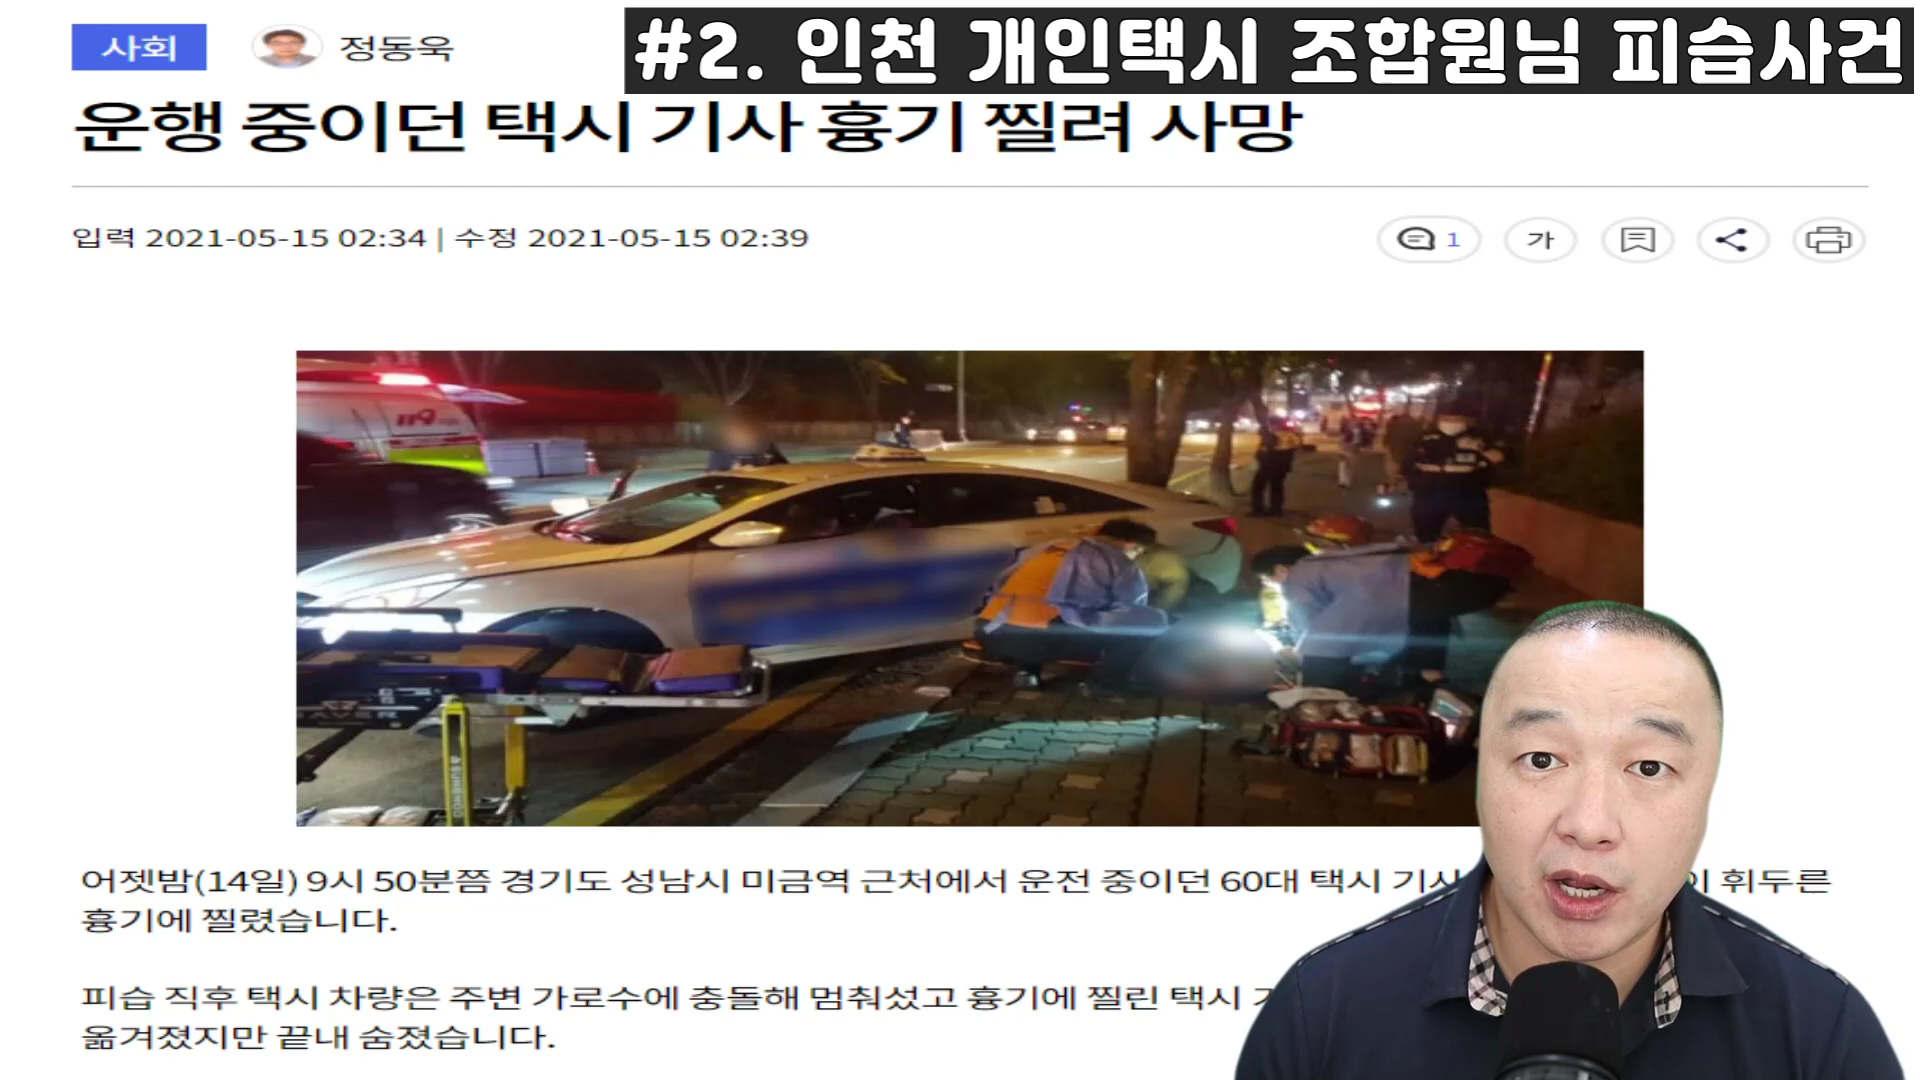 사회 정동욱
#2. 인천 개인택시 조합원님 피습사건
운행 중이던 택시 기사 흉기 찔려 사망
입력 2021-05-15 02:34 | 수정 2021-05-15 02:39
1 가
119
어젯밤(14일) 9시 50분쯤 경기도 성남시 미금역 근처에서 운전 중이던 60대 택시 기사 휘두른
흉기에 찔렸습니다.
피습 직후 택시 차량은 주변 가로수에 충돌해 멈춰섰고 흉기에 찔린 택시
옮겨졌지만 끝내 숨졌습니다.